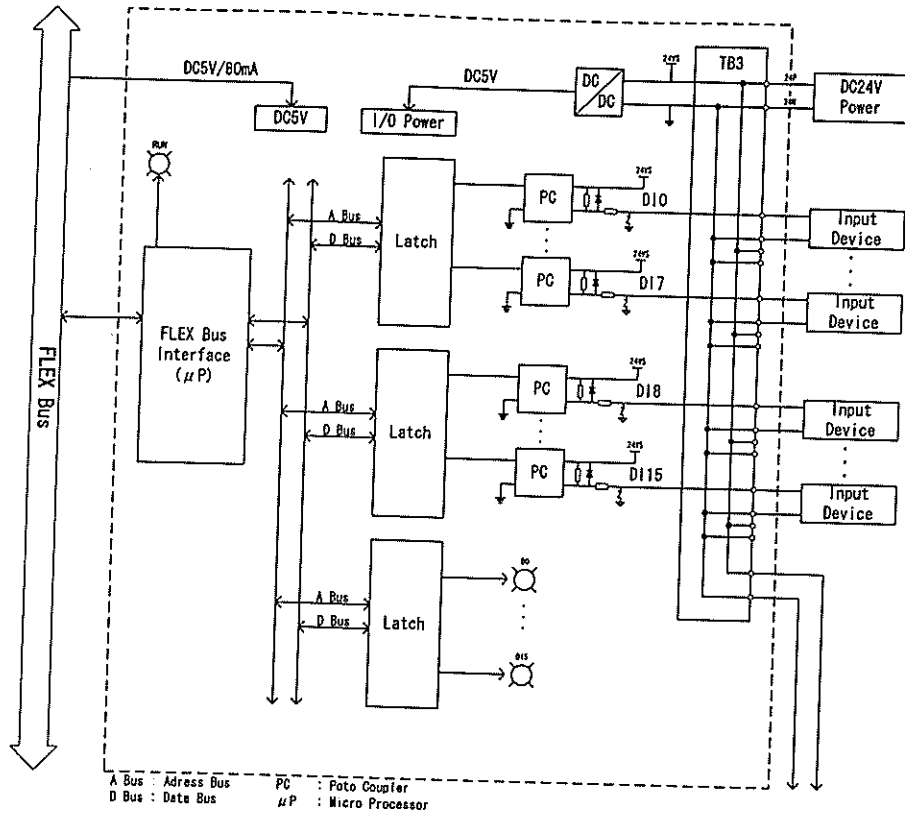 TB3
DC5V/80mA
DC5V
24VS
24P
DC
DC
DC24V
Power
24N
DC5V
I/O Power
RUN
24VS
PC
DI0
A Bus
Latch
D Bus
Input
Device
24VS
PC
DI7
Input
Device
FLEX Bus
Interface
(μP)
FLEX Bus
24VS
PC
DI8
A Bus
Latch
D Bus
Input
Device
24VS
PC
DI15
Input
Device
D0
A Bus
Latch
D Bus
D15
A Bus : Adress Bus
PC : Poto Coupler
D Bus : Date Bus
μP : Micro Processor